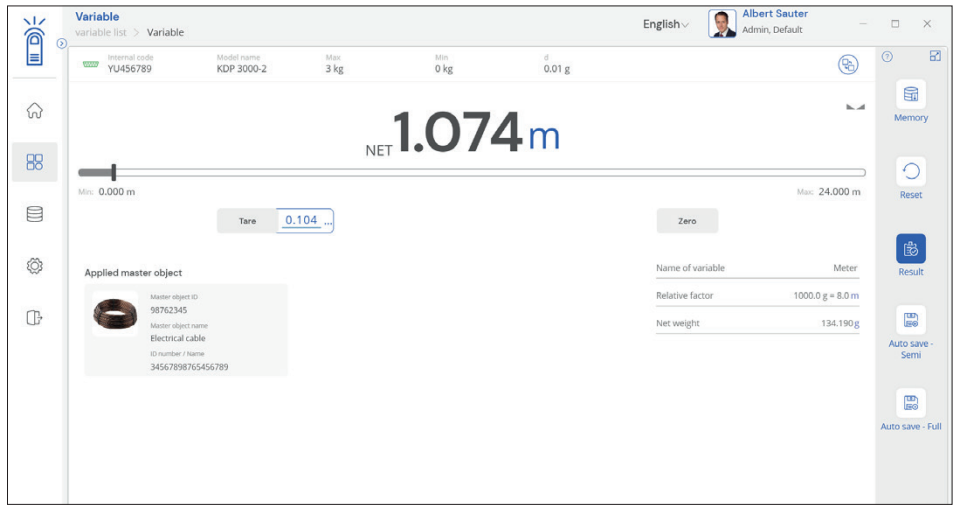 Variable
variable list > Variable
English
Albert Sauter
Admin, Default
Internal code
YU456789
Model name
KDP 3000-2
Max
3 kg
Min
0 kg
d
0.01 g
NET 1.074 m
Min: 0.000 m
Max: 24.000 m
Tare
0.104 ...
Zero
Applied master object
Master object ID
98762345
Master object name
Electrical cable
ID number / Name
34567898765456789
Name of variable Meter
Relative factor 1000.0 g = 8.0 m
Net weight 134.190 g
Memory
Reset
Result
Auto save -
Semi
Auto save - Full